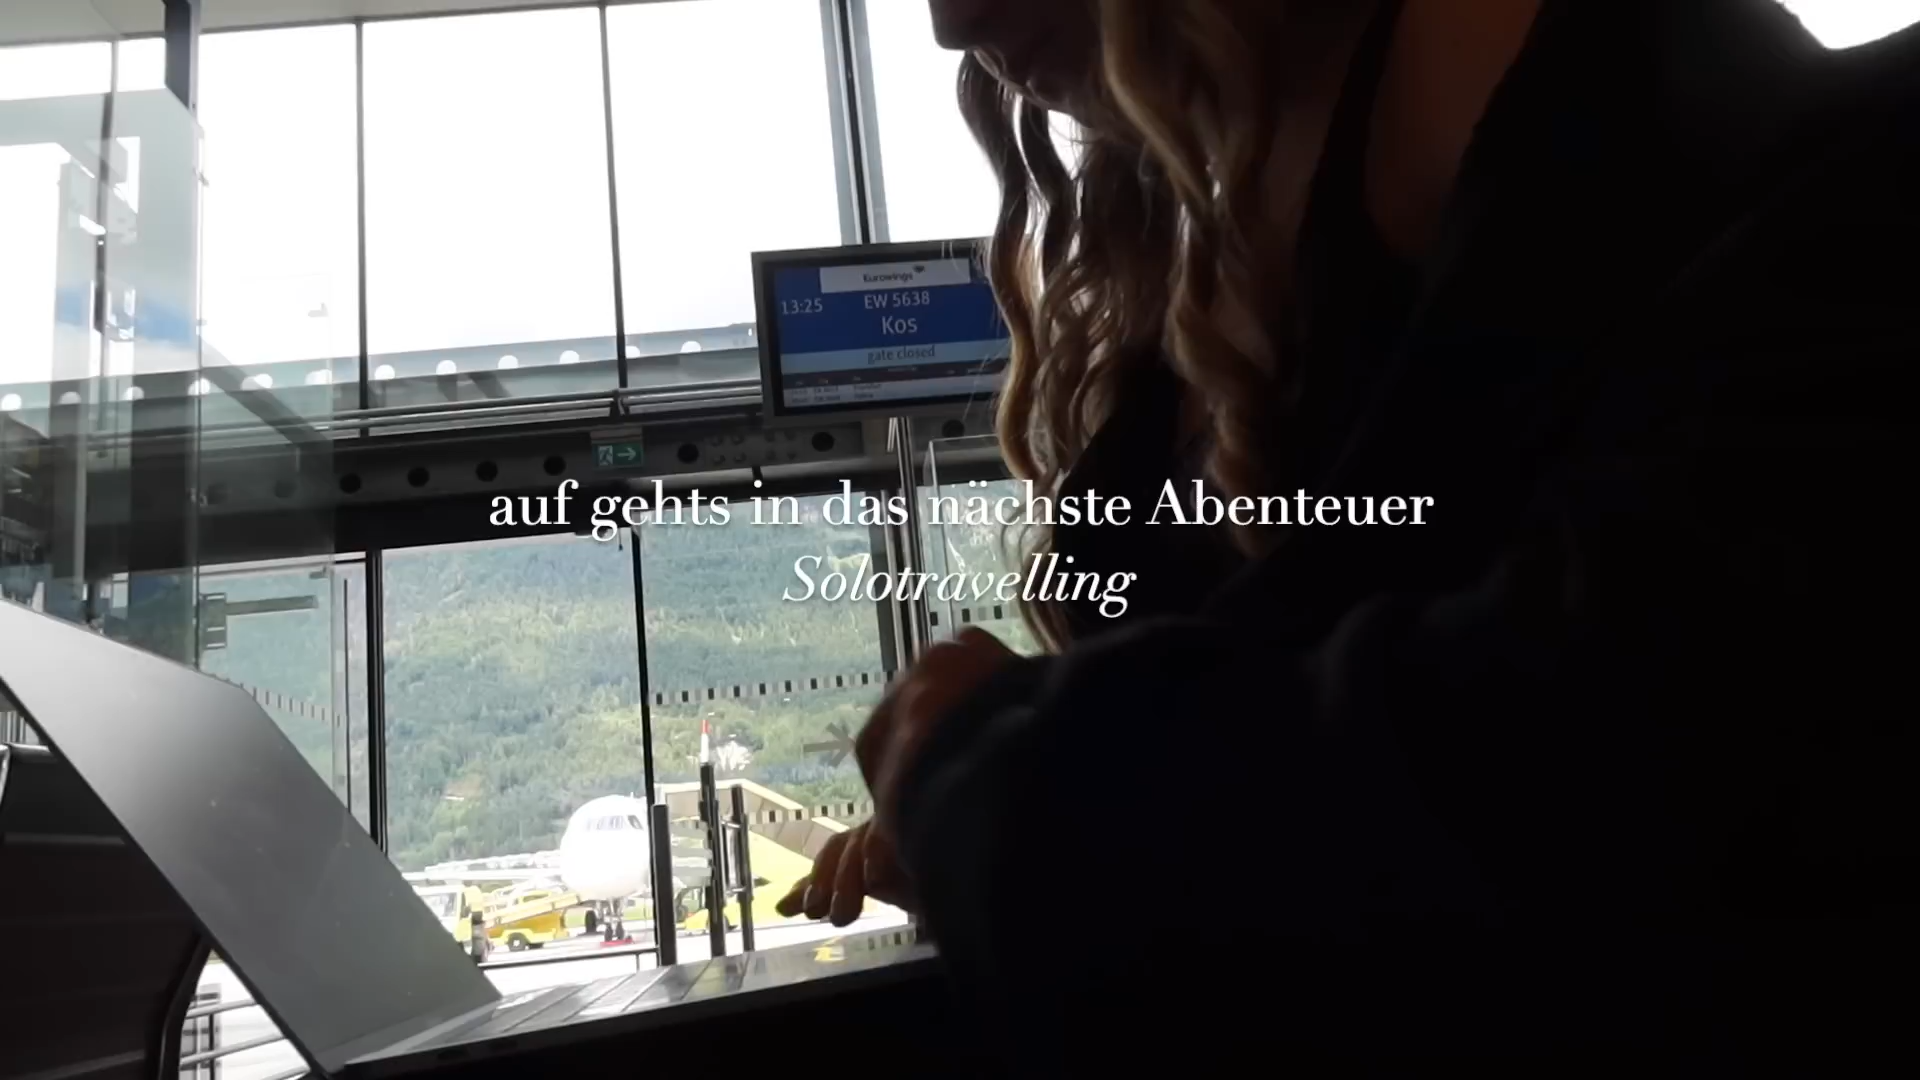 Eurowings
13:25 EW 5638
Kos
gate closed
auf gehts in das nächste Abenteuer
Solotravelling